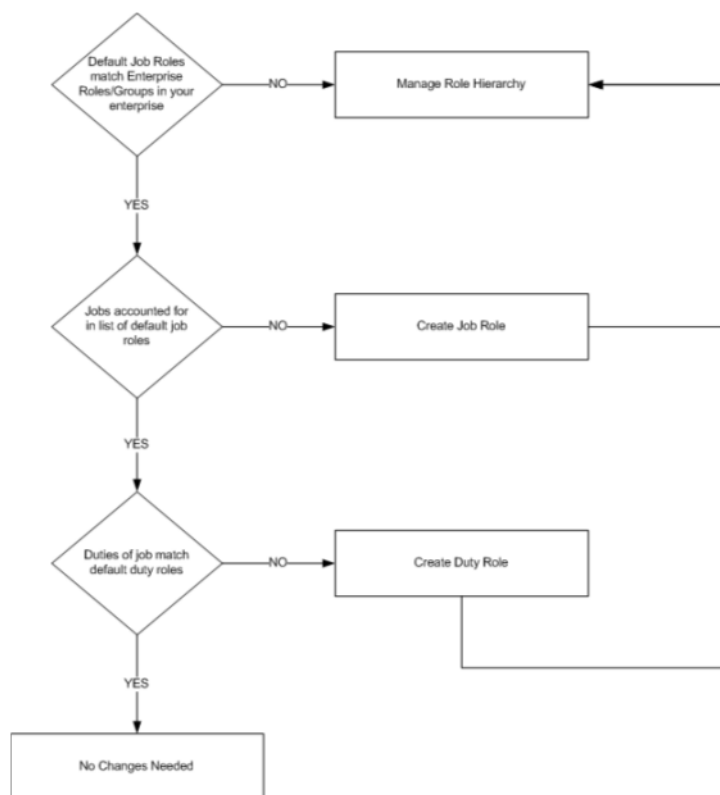 Default Job Roles
match Enterprise
Roles/Groups in your
enterprise
NO
Manage Role Hierarchy
YES
Jobs accounted for
in list of default job
roles
NO
Create Job Role
YES
Duties of job match
default duty roles
NO
Create Duty Role
YES
No Changes Needed